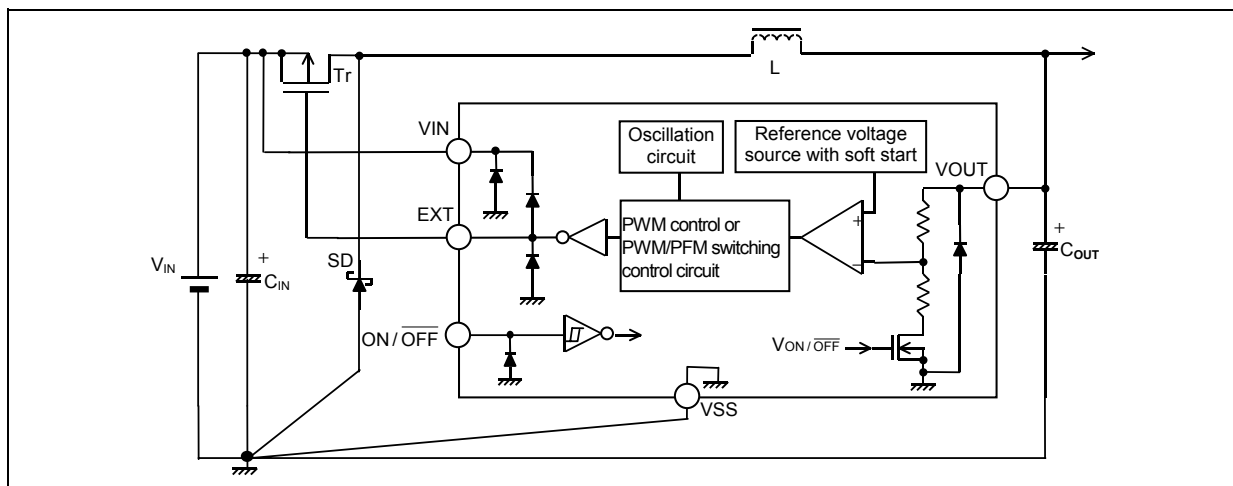 Tr
L
VIN
Oscillation
circuit
Reference voltage
source with soft start
VOUT
EXT
PWM control or
PWM/PFM switching
control circuit
+
−
VIN
+
CIN
SD
+
COUT
ON / OFF
VON / OFF
VSS